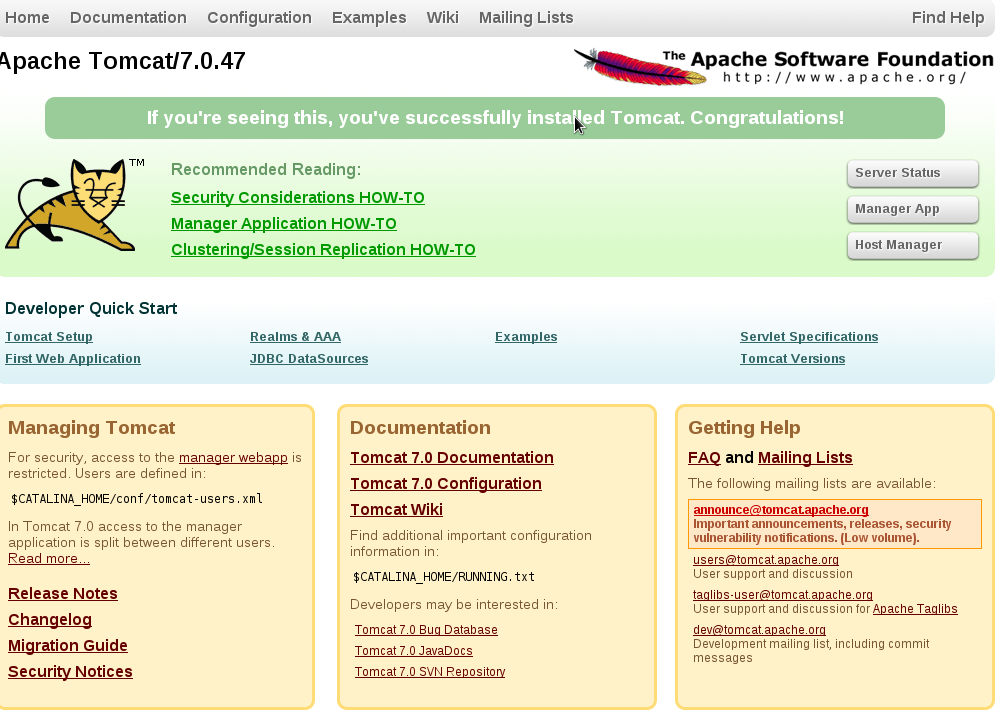 Home Documentation Configuration Examples Wiki Mailing Lists Find Help
Apache Tomcat/7.0.47
The Apache Software Foundation
http://www.apache.org/
If you're seeing this, you've successfully installed Tomcat. Congratulations!
TM
Recommended Reading:
Security Considerations HOW-TO
Manager Application HOW-TO
Clustering/Session Replication HOW-TO
Server Status
Manager App
Host Manager
Developer Quick Start
Tomcat Setup
First Web Application
Realms & AAA
JDBC DataSources
Examples
Servlet Specifications
Tomcat Versions
Managing Tomcat
For security, access to the manager webapp is
restricted. Users are defined in:
$CATALINA_HOME/conf/tomcat-users.xml
In Tomcat 7.0 access to the manager
application is split between different users.
Read more...
Release Notes
Changelog
Migration Guide
Security Notices
Documentation
Tomcat 7.0 Documentation
Tomcat 7.0 Configuration
Tomcat Wiki
Find additional important configuration
information in:
$CATALINA_HOME/RUNNING.txt
Developers may be interested in:
Tomcat 7.0 Bug Database
Tomcat 7.0 JavaDocs
Tomcat 7.0 SVN Repository
Getting Help
FAQ and Mailing Lists
The following mailing lists are available:
announce@tomcat.apache.org
Important announcements, releases, security
vulnerability notifications. (Low volume).
users@tomcat.apache.org
User support and discussion
taglibs-user@tomcat.apache.org
User support and discussion for Apache Taglibs
dev@tomcat.apache.org
Development mailing list, including commit
messages